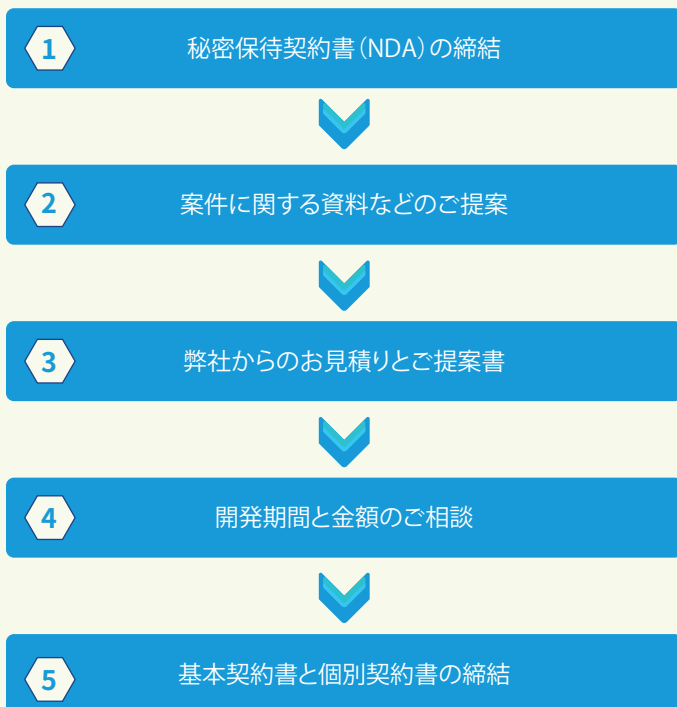 1
秘密保待契約書（NDA）の締結
2
案件に関する資料などのご提案
3
弊社からのお見積りとご提案書
4
開発期間と金額のご相談
5
基本契約書と個別契約書の締結